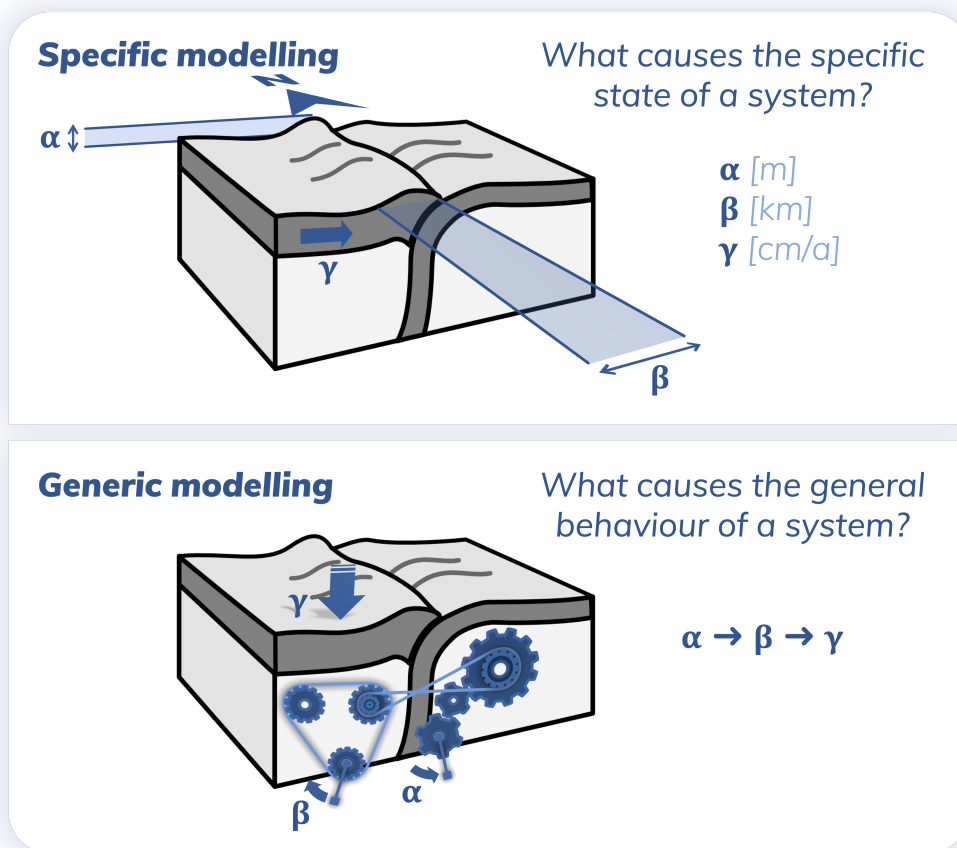 Specific modelling
What causes the specific
state of a system?
α
α [m]
β [km]
γ [cm/a]
γ
β
Generic modelling
What causes the general
behaviour of a system?
γ
α → β → γ
α
β